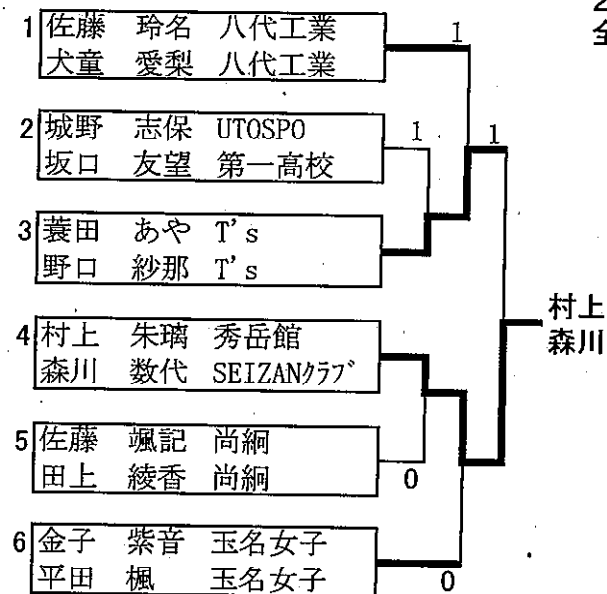 1 佐藤 玲名 八代工業
犬童 愛梨 八代工業
1
2 城野 志保 UTOSPO
坂口 友望 第一高校
1
1
3 蓑田 あや T's
野口 紗那 T's
村上
森川
4 村上 朱璃 秀岳館
森川 数代 SEIZANクラブ
5 佐藤 颯記 尚絅
田上 綾香 尚絅
0
6 金子 紫音 玉名女子
平田 楓 玉名女子
0